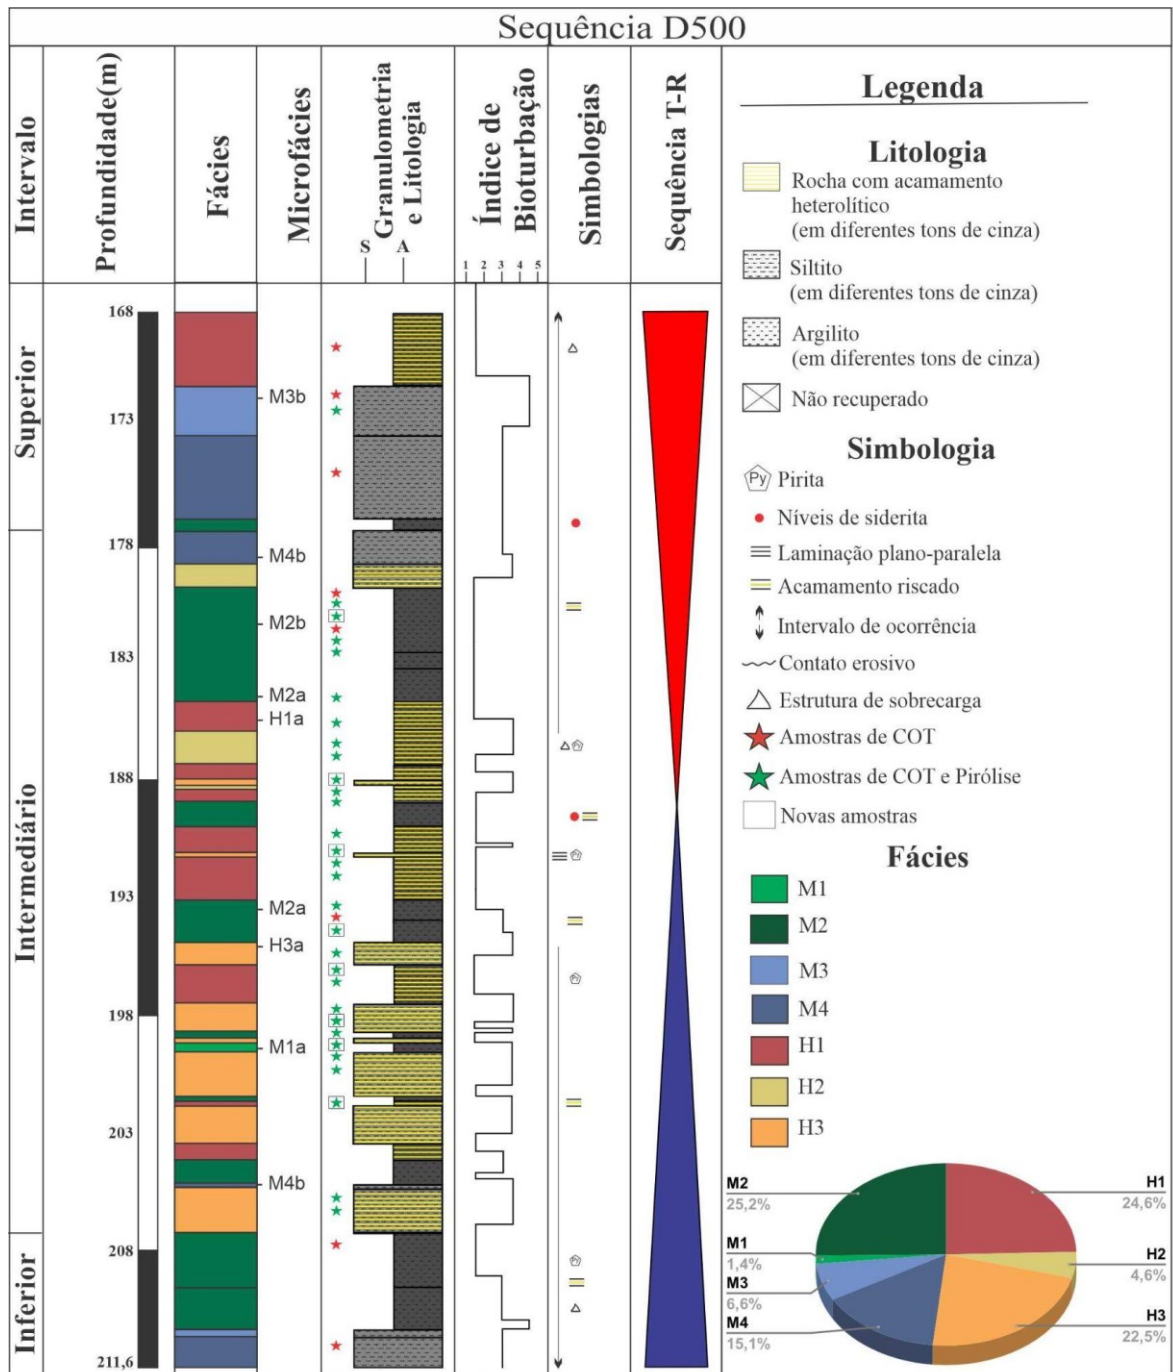 Sequência D500
Intervalo
Profundidade(m)
Fácies
Microfácies
Granulometria
e Litologia
S A
Índice de
Bioturbação
1 2 3 4 5
Simbologias
Sequência T-R
Superior
Intermediário
Inferior
168
173
178
183
188
193
198
203
208
211,6
M3b
M4b
M2b
M2a
H1a
M2a
H3a
M1a
M4b
Py
Py
Py
Py
Legenda
Litologia
Rocha com acamamento
heterolítico
(em diferentes tons de cinza)
Siltito
(em diferentes tons de cinza)
Argilito
(em diferentes tons de cinza)
Não recuperado
Simbologia
Py Pirita
Níveis de siderita
Laminação plano-paralela
Acamamento riscado
Intervalo de ocorrência
Contato erosivo
Estrutura de sobrecarga
Amostras de COT
Amostras de COT e Pirólise
Novas amostras
Fácies
M1
M2
M3
M4
H1
H2
H3
M2
25,2%
M1
1,4%
M3
6,6%
M4
15,1%
H1
24,6%
H2
4,6%
H3
22,5%